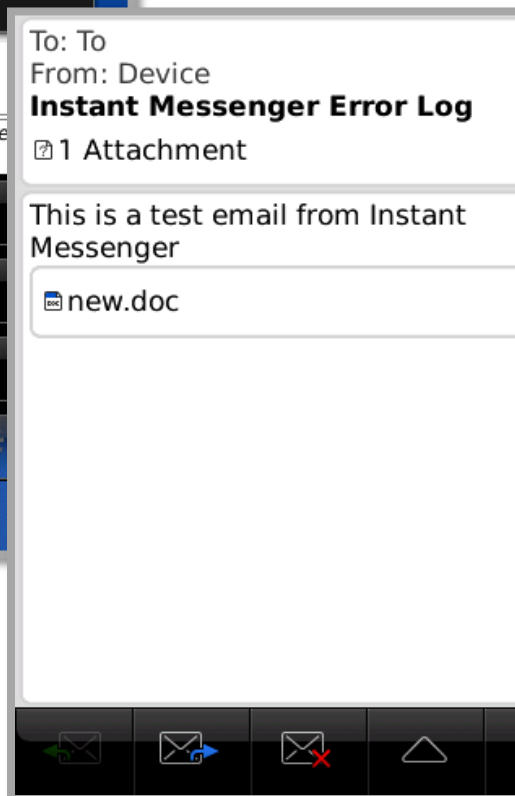 To: To
From: Device
Instant Messenger Error Log
1 Attachment
This is a test email from Instant
Messenger
new.doc